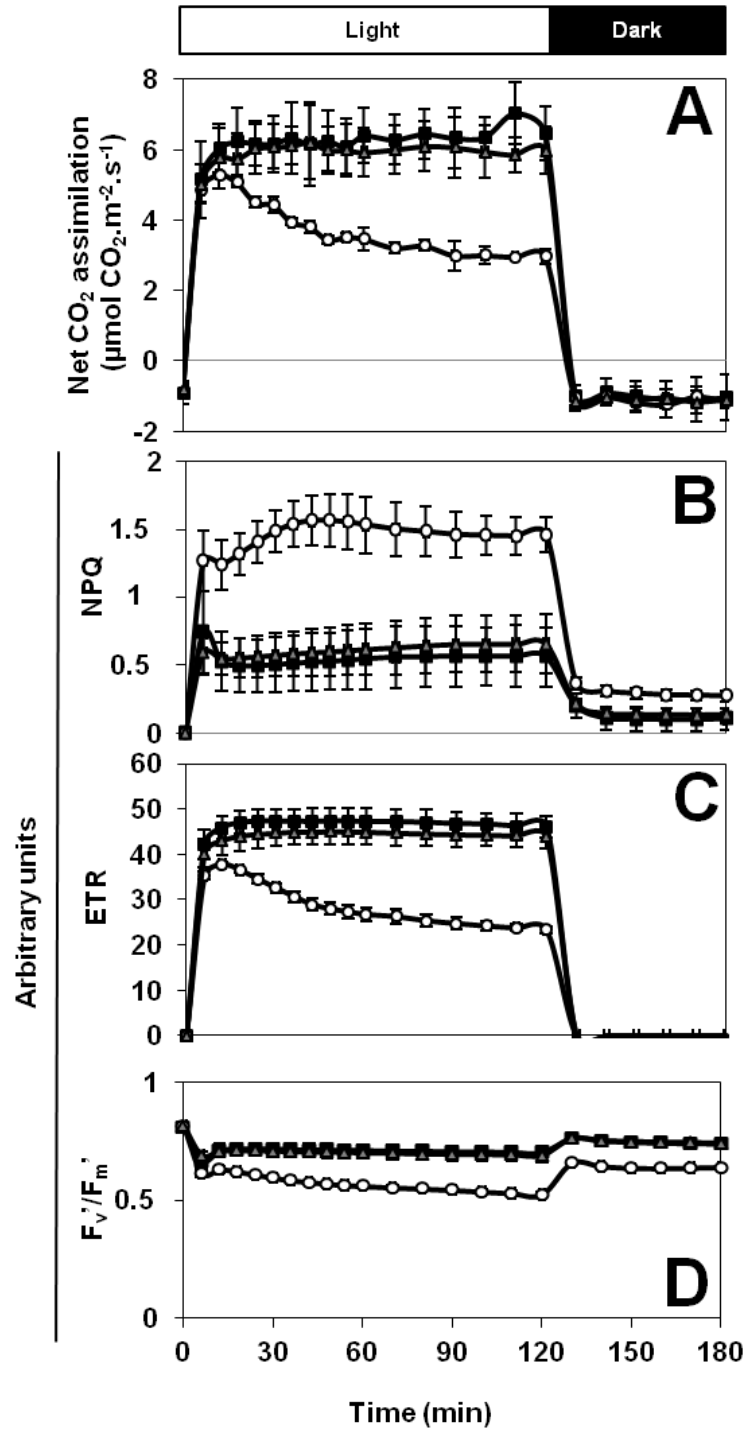 Light Dark
A
Net CO₂ assimilation
(µmol CO₂.m⁻².s⁻¹)
8
6
4
2
0
-2
B
NPQ
2
1.5
1
0.5
0
C
Arbitrary units
ETR
60
50
40
30
20
10
0
D
Fᵥ'/Fₘ'
1
0.5
0
0 30 60 90 120 150 180
Time (min)